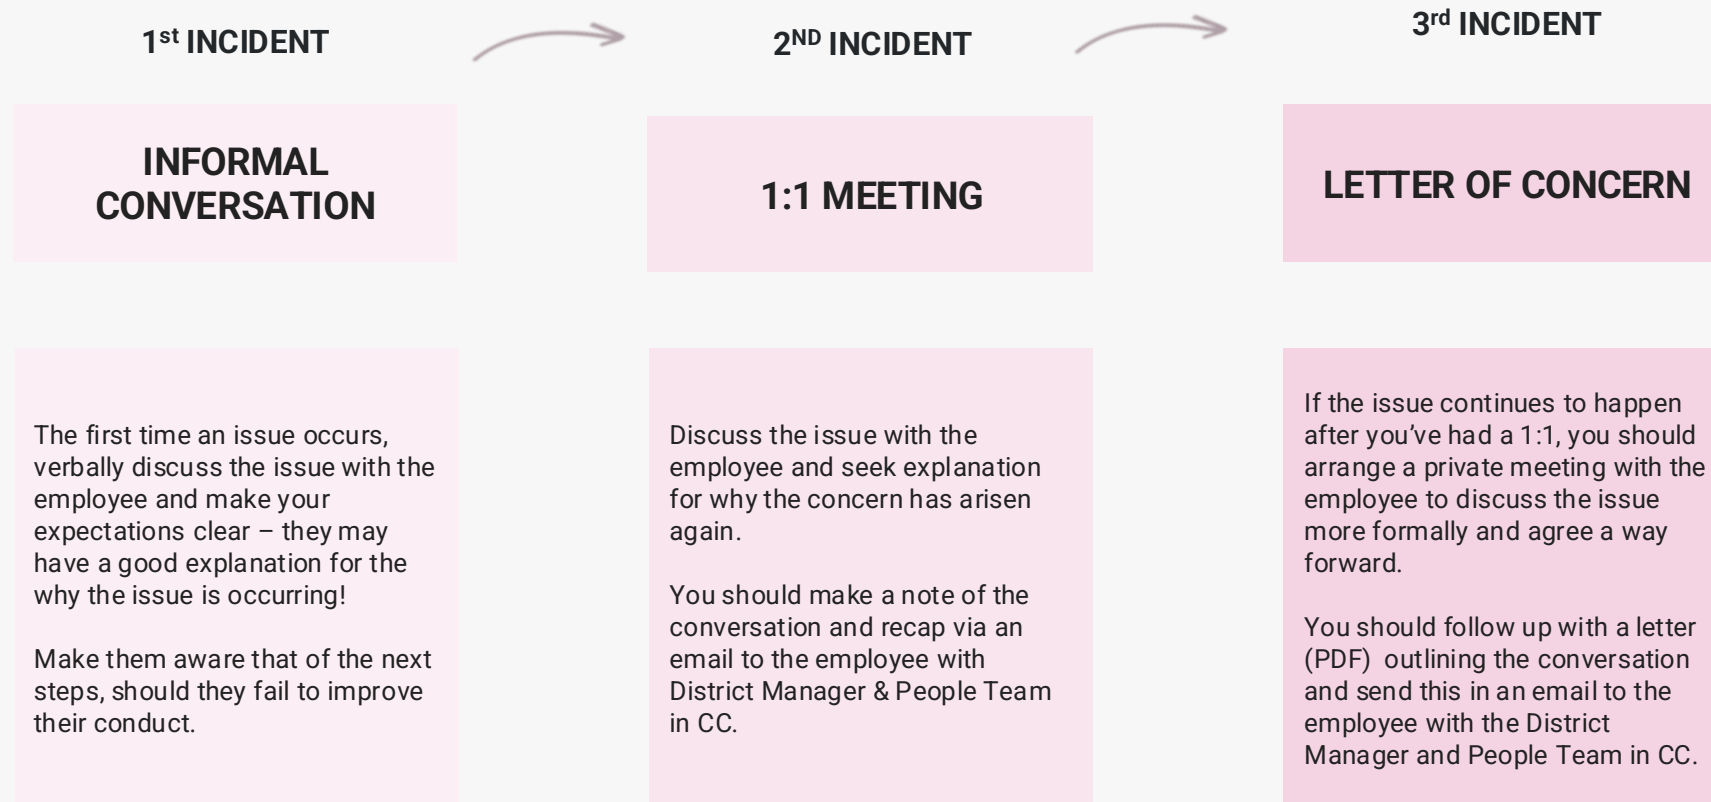 1st INCIDENT
2ND INCIDENT
3rd INCIDENT
INFORMAL
CONVERSATION
1:1 MEETING
LETTER OF CONCERN
The first time an issue occurs,
verbally discuss the issue with the
employee and make your
expectations clear – they may
have a good explanation for the
why the issue is occurring!
Make them aware that of the next
steps, should they fail to improve
their conduct.
Discuss the issue with the
employee and seek explanation
for why the concern has arisen
again.
You should make a note of the
conversation and recap via an
email to the employee with
District Manager & People Team
in CC.
If the issue continues to happen
after you’ve had a 1:1, you should
arrange a private meeting with the
employee to discuss the issue
more formally and agree a way
forward.
You should follow up with a letter
(PDF)  outlining the conversation
and send this in an email to the
employee with the District
Manager and People Team in CC.